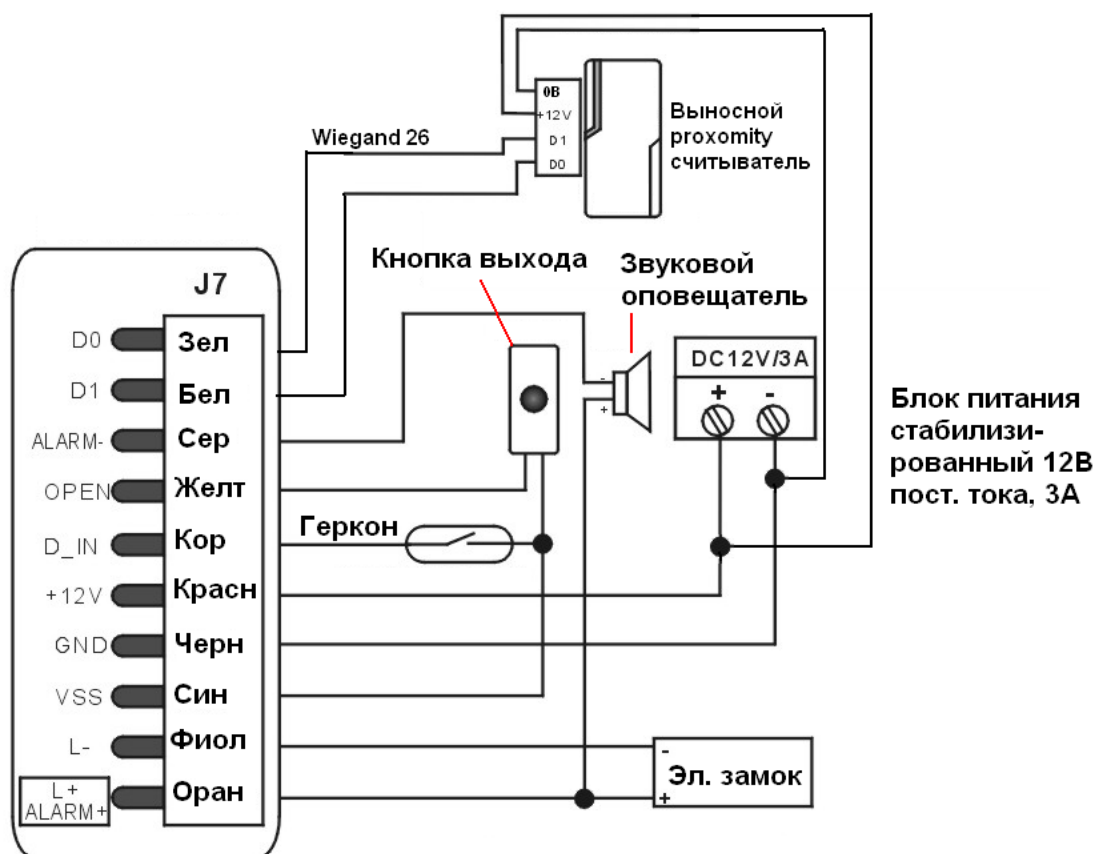 0B
+12V
D1
D0
Выносной
proxomity
считыватель
Wiegand 26
Кнопка выхода
Звуковой
оповещатель
-
+
DC12V/3A
+ -
Блок питания
стабилизи-
рованный 12В
пост. тока, 3А
J7
D0 Зел
D1 Бел
ALARM- Сер
OPEN Желт
D_IN Кор
Геркон
+12V Красн
GND Черн
VSS Син
L- Фиол
L+
ALARM+
Оран
-
Эл. замок
+